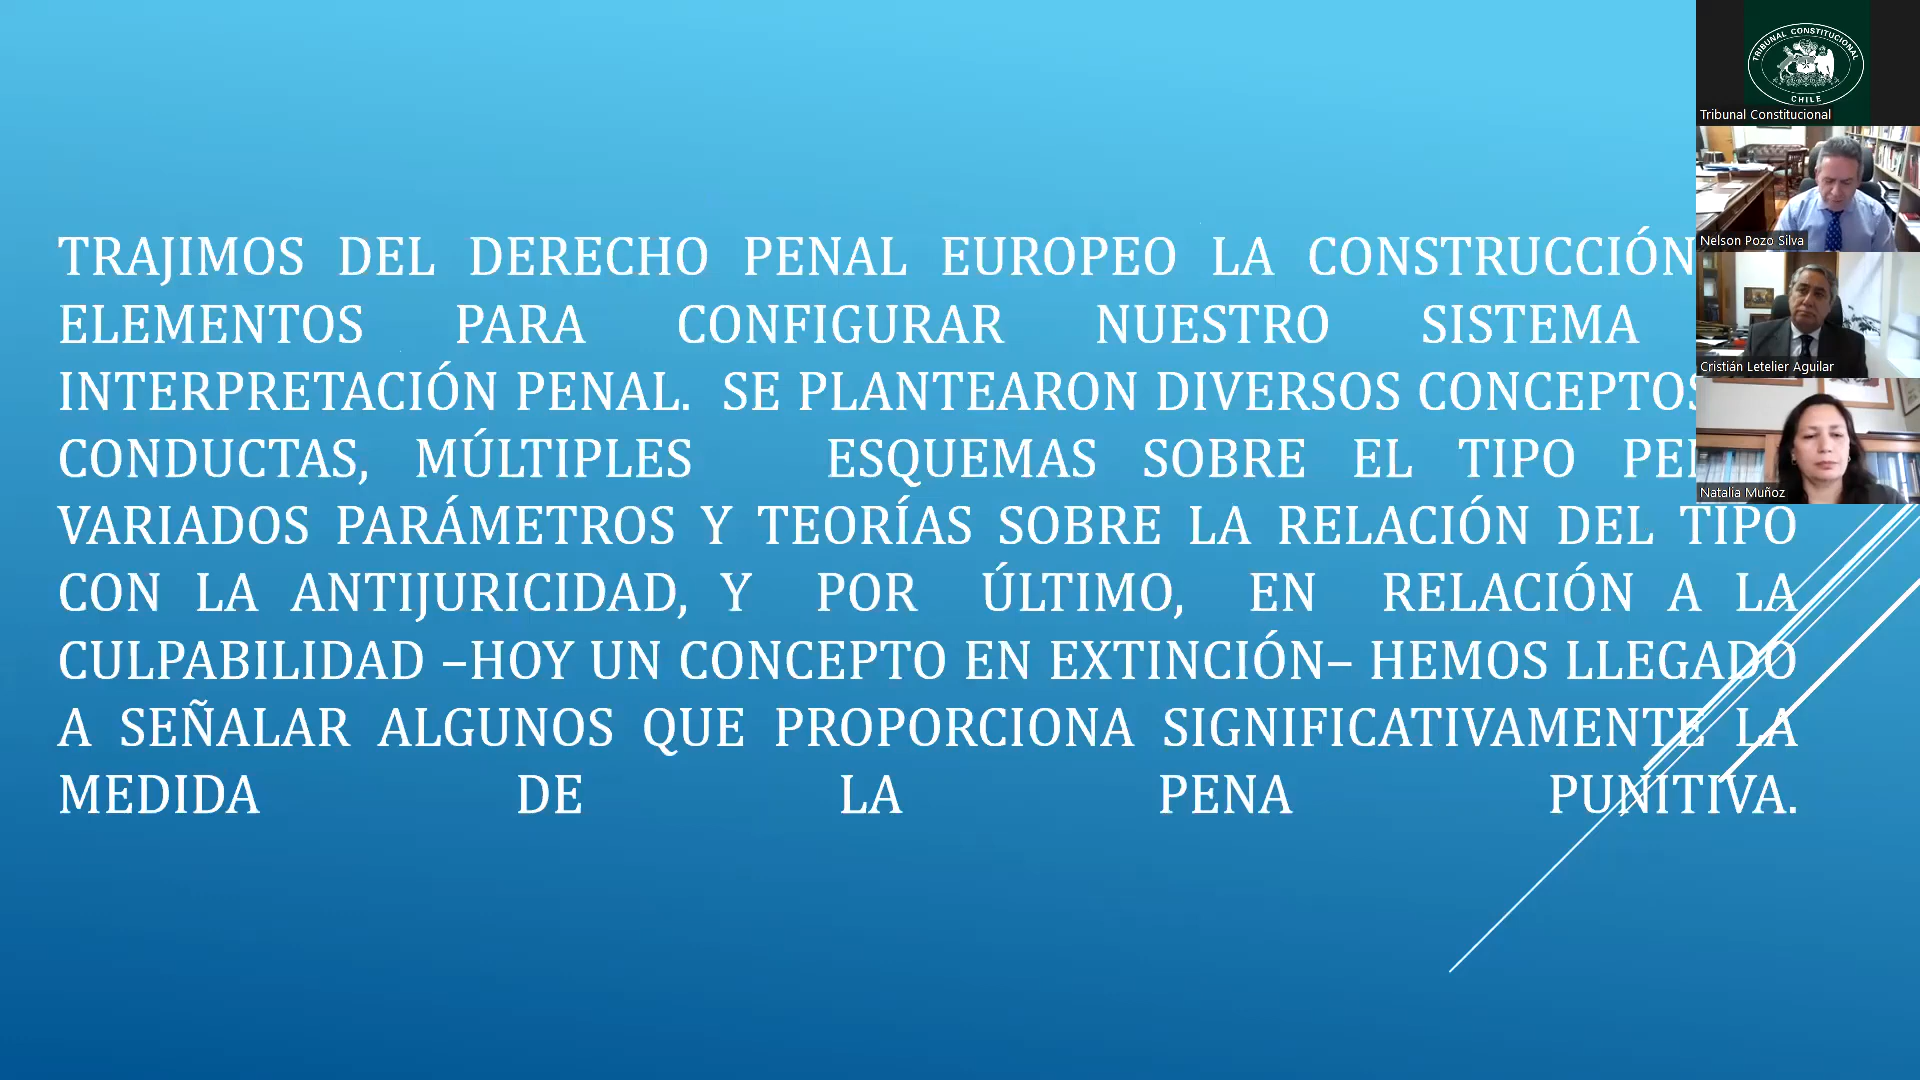 TRAJIMOS DEL DERECHO PENAL EUROPEO LA CONSTRUCCIÓN
ELEMENTOS PARA CONFIGURAR NUESTRO SISTEMA
INTERPRETACIÓN PENAL. SE PLANTEARON DIVERSOS CONCEPTOS
CONDUCTAS, MÚLTIPLES ESQUEMAS SOBRE EL TIPO
VARIADOS PARÁMETROS Y TEORÍAS SOBRE LA RELACIÓN DEL TIPO
CON LA ANTIJURICIDAD, Y POR ÚLTIMO, EN RELACIÓN A LA
CULPABILIDAD –HOY UN CONCEPTO EN EXTINCIÓN– HEMOS LLEGADO
A SEÑALAR ALGUNOS QUE PROPORCIONA SIGNIFICATIVAMENTE LA
MEDIDA DE LA PENA PUNITIVA.
TRIBUNAL CONSTITUCIONAL
CHILE
Tribunal Constitucional
Nelson Pozo Silva
Cristián Letelier Aguilar
Natalia Muñoz